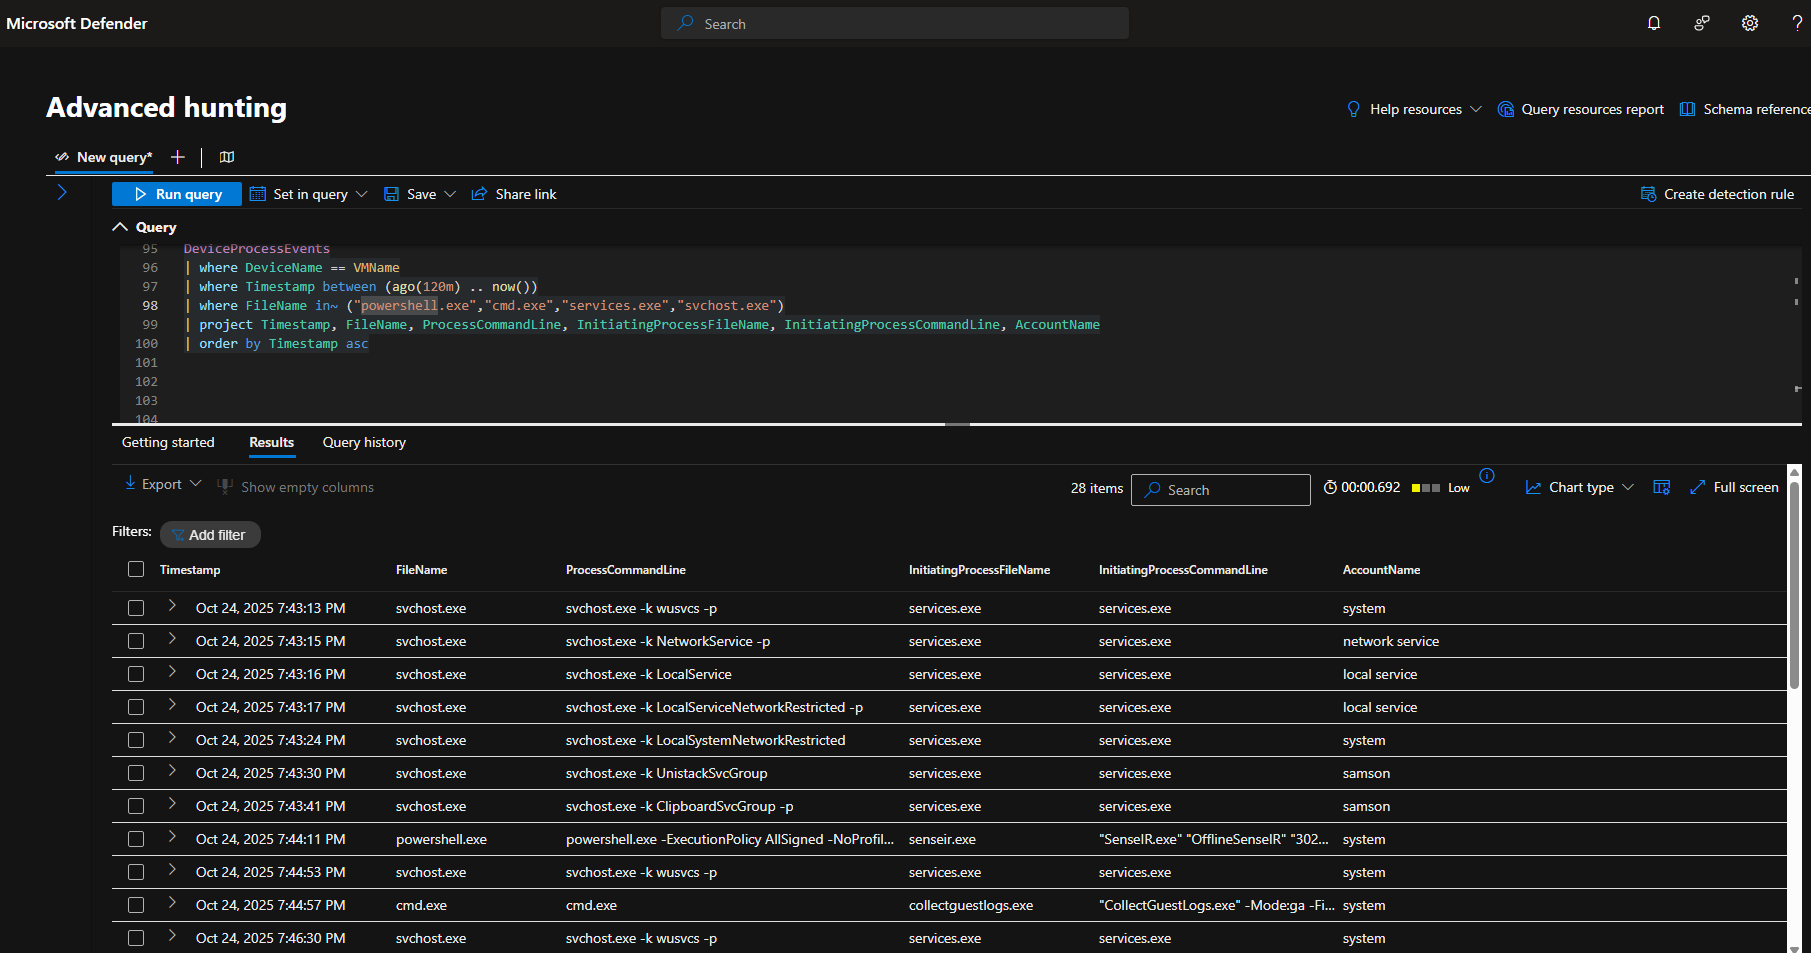 Microsoft Defender
Search
?
Advanced hunting
Help resources
Query resources report
Schema reference
New query*
Run query
Set in query
Save
Share link
Create detection rule
Query
95 DeviceProcessEvents
96 | where DeviceName == VMName
97 | where Timestamp between (ago(120m) .. now())
98 | where FileName in~ ("powershell.exe","cmd.exe","services.exe","svchost.exe")
99 | project Timestamp, FileName, ProcessCommandLine, InitiatingProcessFileName, InitiatingProcessCommandLine, AccountName
100 | order by Timestamp asc
101
102
103
104
Getting started Results Query history
Export Show empty columns 28 items Search 00:00.692 Low Chart type Full screen
Filters: Add filter
Timestamp FileName ProcessCommandLine InitiatingProcessFileName InitiatingProcessCommandLine AccountName
Oct 24, 2025 7:43:13 PM svchost.exe svchost.exe -k wusvcs -p services.exe services.exe system
Oct 24, 2025 7:43:15 PM svchost.exe svchost.exe -k NetworkService -p services.exe services.exe network service
Oct 24, 2025 7:43:16 PM svchost.exe svchost.exe -k LocalService services.exe services.exe local service
Oct 24, 2025 7:43:17 PM svchost.exe svchost.exe -k LocalServiceNetworkRestricted -p services.exe services.exe local service
Oct 24, 2025 7:43:24 PM svchost.exe svchost.exe -k LocalSystemNetworkRestricted services.exe services.exe system
Oct 24, 2025 7:43:30 PM svchost.exe svchost.exe -k UnistackSvcGroup services.exe services.exe samson
Oct 24, 2025 7:43:41 PM svchost.exe svchost.exe -k ClipboardSvcGroup -p services.exe services.exe samson
Oct 24, 2025 7:44:11 PM powershell.exe powershell.exe -ExecutionPolicy AllSigned -NoProfil... senseir.exe "SenseIR.exe" "OfflineSenseIR" "302... system
Oct 24, 2025 7:44:53 PM svchost.exe svchost.exe -k wusvcs -p services.exe services.exe system
Oct 24, 2025 7:44:57 PM cmd.exe cmd.exe collectguestlogs.exe "CollectGuestLogs.exe" -Mode:ga -Fi... system
Oct 24, 2025 7:46:30 PM svchost.exe svchost.exe -k wusvcs -p services.exe services.exe system